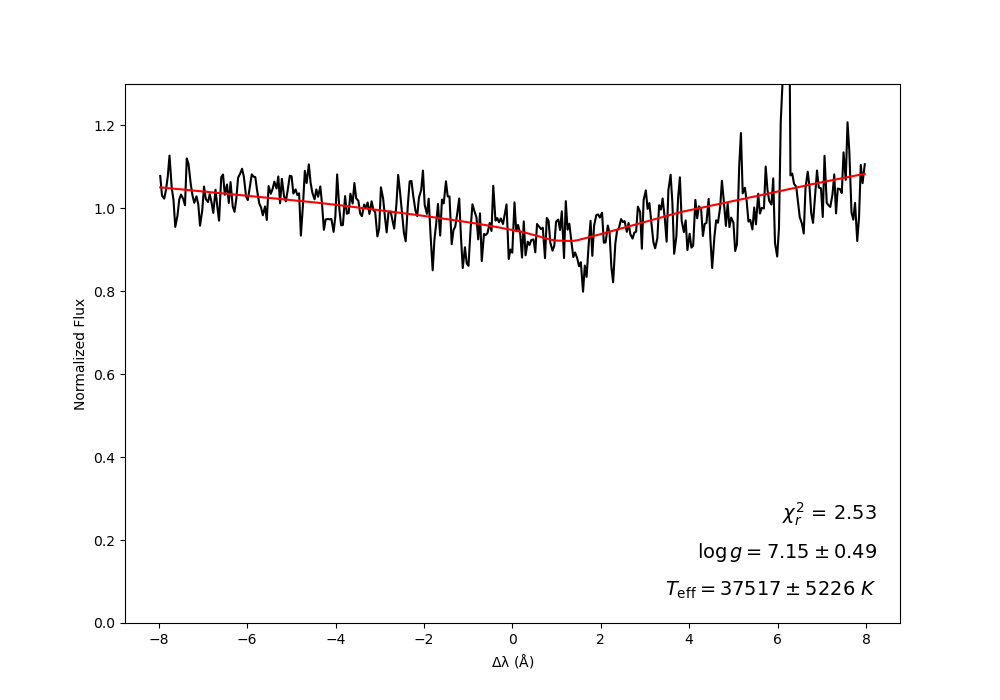 1.2
1.0
0.8
0.6
0.4
0.2
0.0
Normalized Flux
χ²ᵣ = 2.53
log g = 7.15 ± 0.49
T_eff = 37517 ± 5226 K
−8 −6 −4 −2 0 2 4 6 8
Δλ (Å)